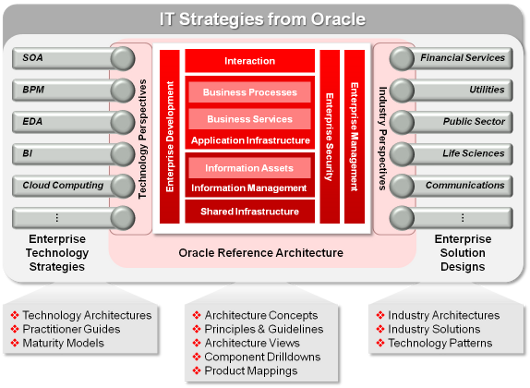 IT Strategies from Oracle
SOA
BPM
EDA
BI
Cloud Computing
...
Enterprise
Technology
Strategies
Technology Perspectives
Enterprise Development
Interaction
Business Processes
Business Services
Application Infrastructure
Information Assets
Information Management
Shared Infrastructure
Enterprise Security
Enterprise Management
Oracle Reference Architecture
Industry Perspectives
Financial Services
Utilities
Public Sector
Life Sciences
Communications
...
Enterprise
Solution
Designs
❖ Technology Architectures
❖ Practitioner Guides
❖ Maturity Models
❖ Architecture Concepts
❖ Principles & Guidelines
❖ Architecture Views
❖ Component Drilldowns
❖ Product Mappings
❖ Industry Architectures
❖ Industry Solutions
❖ Technology Patterns